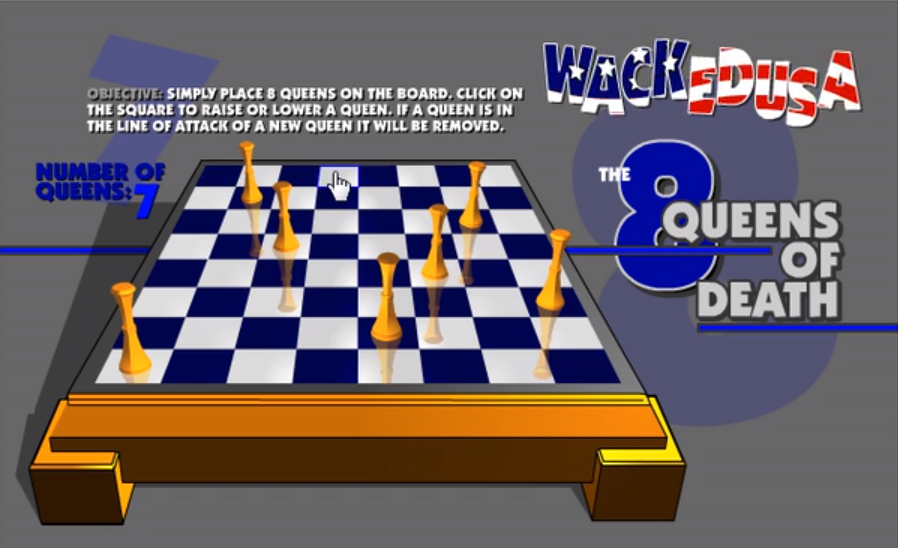 WACKEDUSA
OBJECTIVE: SIMPLY PLACE 8 QUEENS ON THE BOARD. CLICK ON
THE SQUARE TO RAISE OR LOWER A QUEEN. IF A QUEEN IS IN
THE LINE OF ATTACK OF A NEW QUEEN IT WILL BE REMOVED.
NUMBER OF
QUEENS: 7
THE 8
QUEENS
OF
DEATH